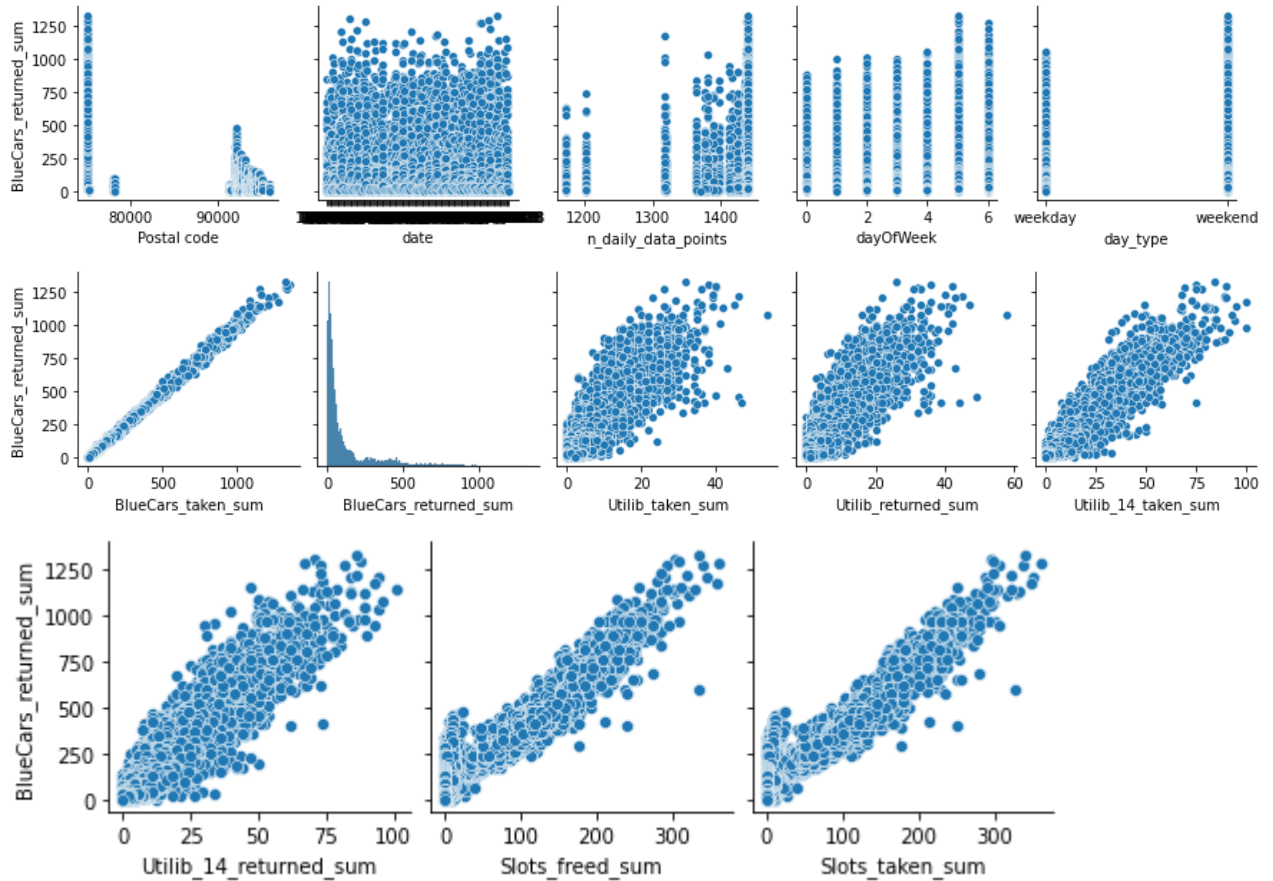 BlueCars_returned_sum
1250
1000
750
500
250
0
80000 90000
Postal code
date
1200 1300 1400
n_daily_data_points
0 2 4 6
dayOfWeek
weekday weekend
day_type
BlueCars_returned_sum
1250
1000
750
500
250
0
0 500 1000
BlueCars_taken_sum
0 500 1000
BlueCars_returned_sum
0 20 40
Utilib_taken_sum
0 20 40 60
Utilib_returned_sum
0 25 50 75 100
Utilib_14_taken_sum
BlueCars_returned_sum
1250
1000
750
500
250
0
0 25 50 75 100
Utilib_14_returned_sum
0 100 200 300
Slots_freed_sum
0 100 200 300
Slots_taken_sum